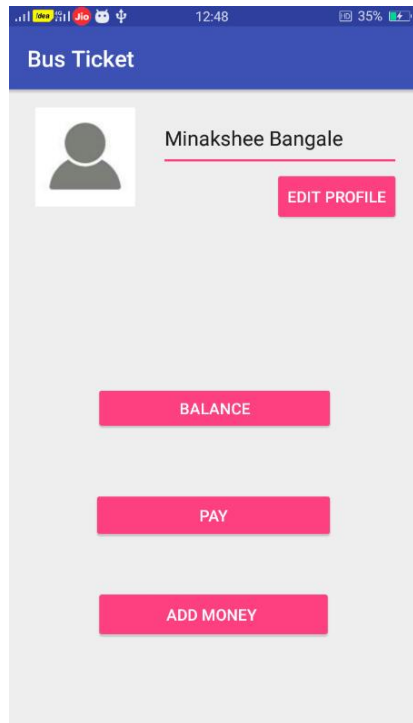 idea Jio 12:48 35%
Bus Ticket
Minakshee Bangale
EDIT PROFILE
BALANCE
PAY
ADD MONEY